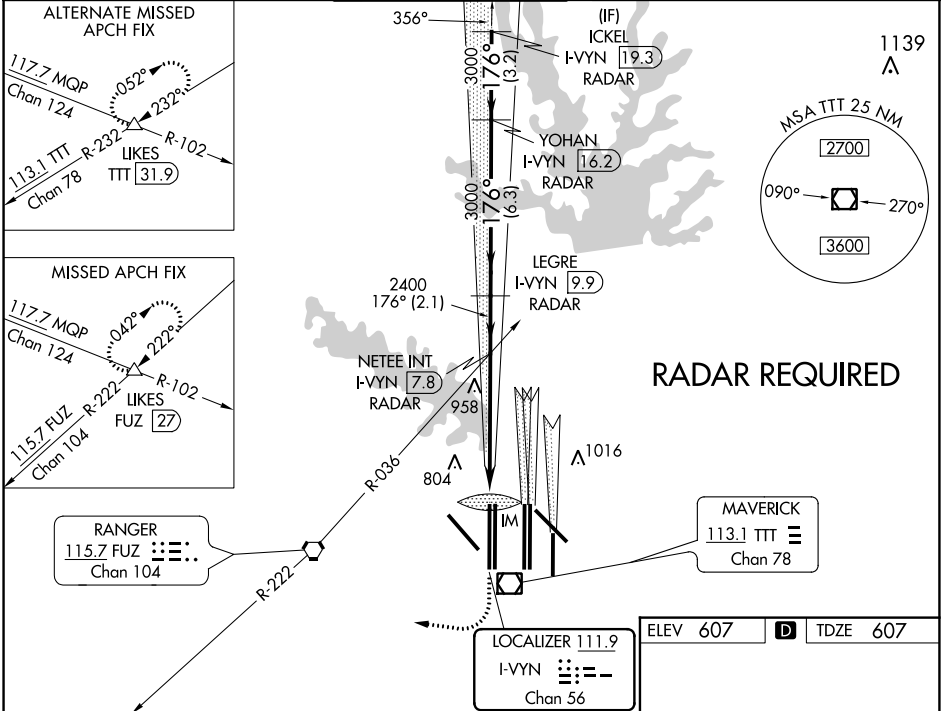 ALTERNATE MISSED
APCH FIX
117.7 MQP
Chan 124
052°
232°
R-232
R-102
113.1 TTT
Chan 78
LIKES
TTT 31.9
MISSED APCH FIX
117.7 MQP
Chan 124
042°
222°
R-222
R-102
115.7 FUZ
Chan 104
LIKES
FUZ 27
356°
(IF)
ICKEL
I-VYN 19.3
RADAR
3000
176°
(3.2)
YOHAN
I-VYN 16.2
RADAR
3000
176°
(6.3)
LEGRE
I-VYN 9.9
RADAR
2400
176° (2.1)
NETEE INT
I-VYN 7.8
RADAR
958
804
1016
1139
MSA TTT 25 NM
2700
090°
270°
3600
RADAR REQUIRED
R-036
IM
RANGER
115.7 FUZ
Chan 104
R-222
MAVERICK
113.1 TTT
Chan 78
LOCALIZER 111.9
I-VYN
Chan 56
ELEV 607
D
TDZE 607